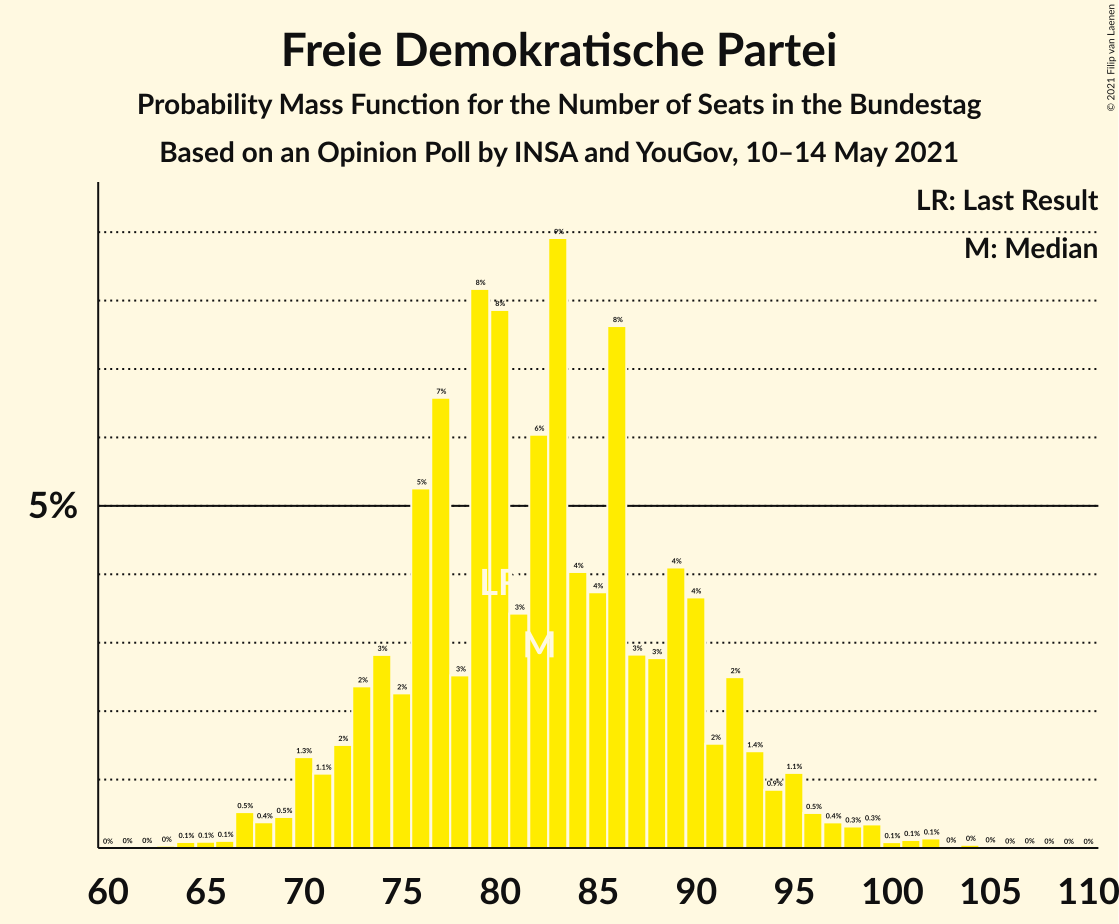 Freie Demokratische Partei
Probability Mass Function for the Number of Seats in the Bundestag
Based on an Opinion Poll by INSA and YouGov, 10–14 May 2021
© 2021 Filip van Laenen
LR: Last Result
M: Median
5%
0% 0% 0% 0% 0.1% 0.1% 0.1% 0.5% 0.4% 0.5% 1.3% 1.1% 2% 2% 3% 2% 5% 7% 3% 8% 8% 3% 6% 9% 4% 4% 8% 3% 3% 4% 4% 2% 2% 1.4% 0.9% 1.1% 0.5% 0.4% 0.3% 0.3% 0.1% 0.1% 0.1% 0% 0% 0% 0% 0% 0% 0% 0%
LR
M
60 65 70 75 80 85 90 95 100 105 110